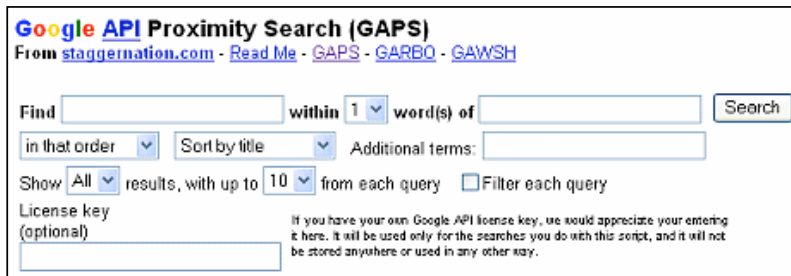 Google API Proximity Search (GAPS)
From staggernation.com - Read Me - GAPS - GARBO - GAWSH
Find within 1 word(s) of Search
in that order Sort by title Additional terms:
Show All results, with up to 10 from each query Filter each query
License key
(optional)
If you have your own Google API license key, we would appreciate your entering
it here. It will be used only for the searches you do with this script, and it will not
be stored anywhere or used in any other way.